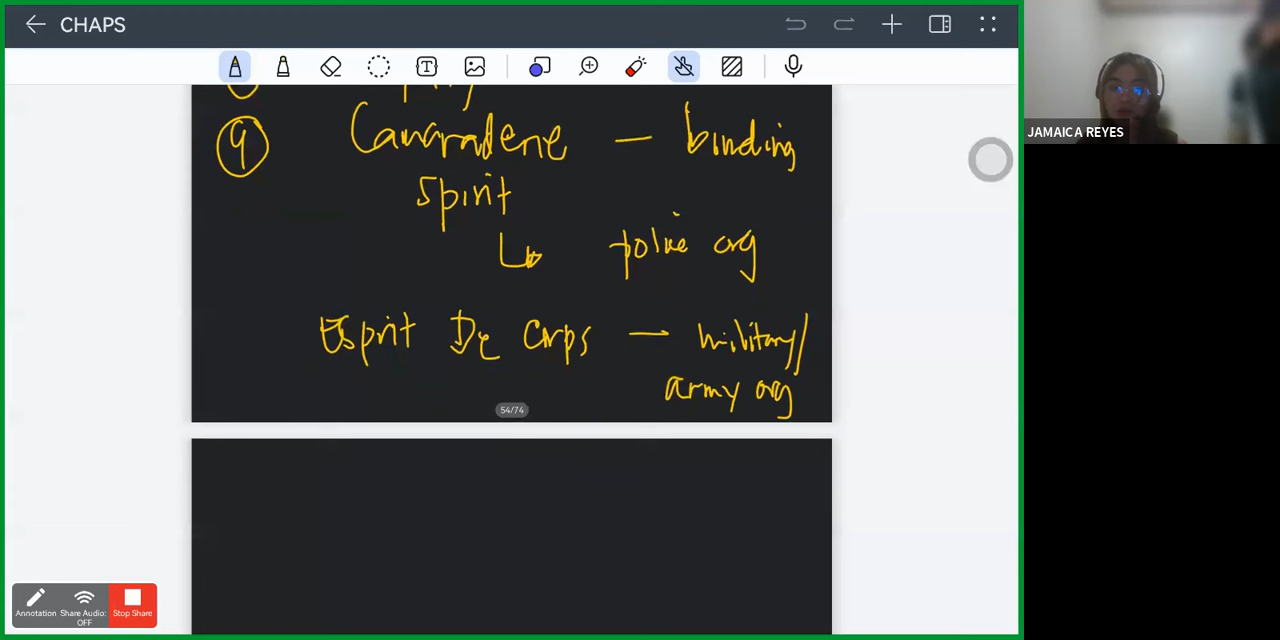 CHAPS
9 Camaraderie — binding
spirit
↳ police org
Esprit De Corps — military/
army org
54/74
JAMAICA REYES
Annotation Share Audio: OFF Stop Share